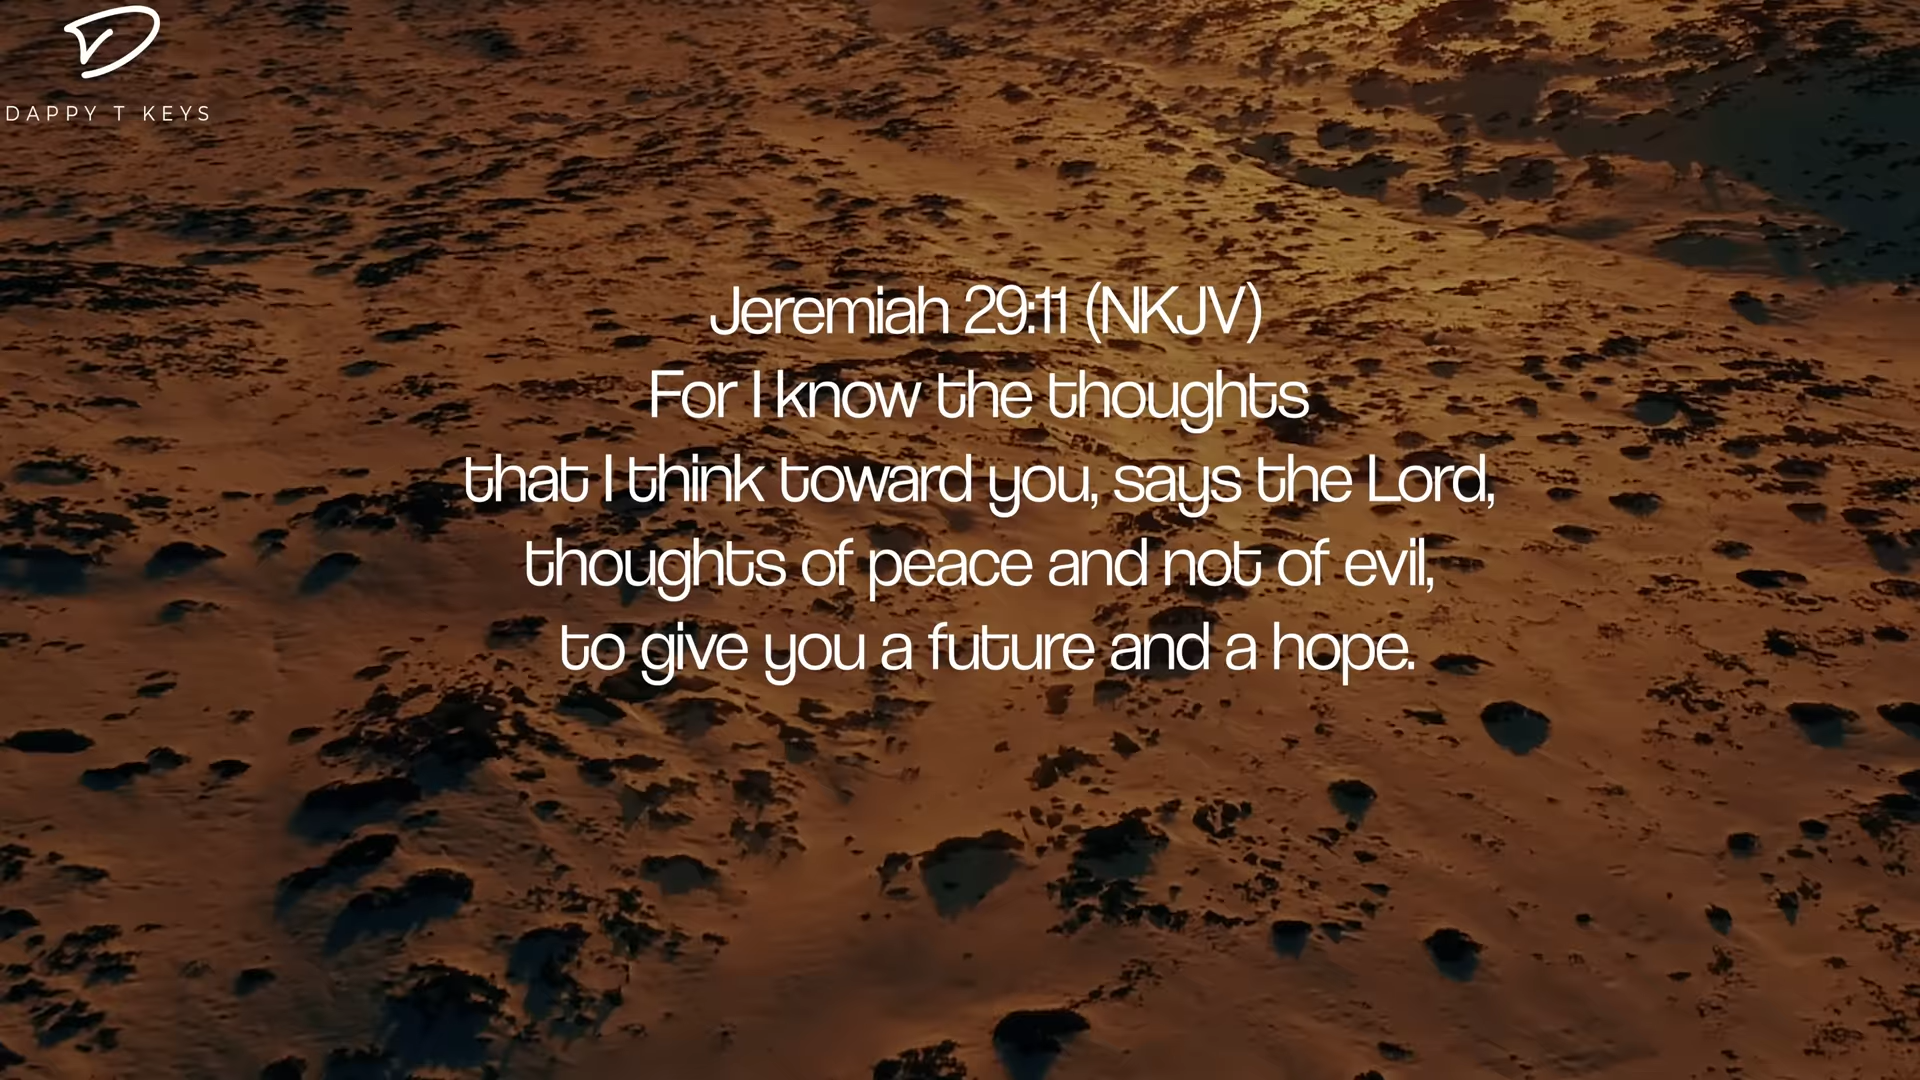 DAPPY T KEYS
Jeremiah 29:11 (NKJV)
For I know the thoughts
that I think toward you, says the Lord,
thoughts of peace and not of evil,
to give you a future and a hope.